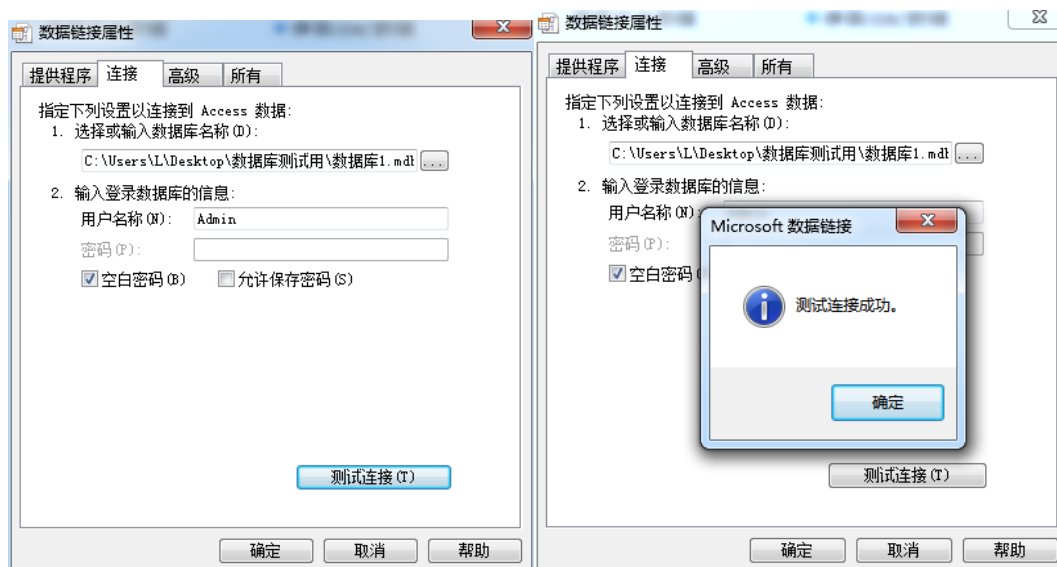 数据链接属性
提供程序 连接 高级 所有
指定下列设置以连接到 Access 数据:
1. 选择或输入数据库名称(D):
C:\Users\L\Desktop\数据库测试用\数据库1.mdb ...
2. 输入登录数据库的信息:
用户名称(N): Admin
密码(P):
空白密码(B) 允许保存密码(S)
测试连接(T)
确定 取消 帮助
数据链接属性
提供程序 连接 高级 所有
指定下列设置以连接到 Access 数据:
1. 选择或输入数据库名称(D):
C:\Users\L\Desktop\数据库测试用\数据库1.mdb ...
2. 输入登录数据库的信息:
用户名称(N):
密码(P):
空白密码
Microsoft 数据链接
测试连接成功。
确定
测试连接(T)
确定 取消 帮助